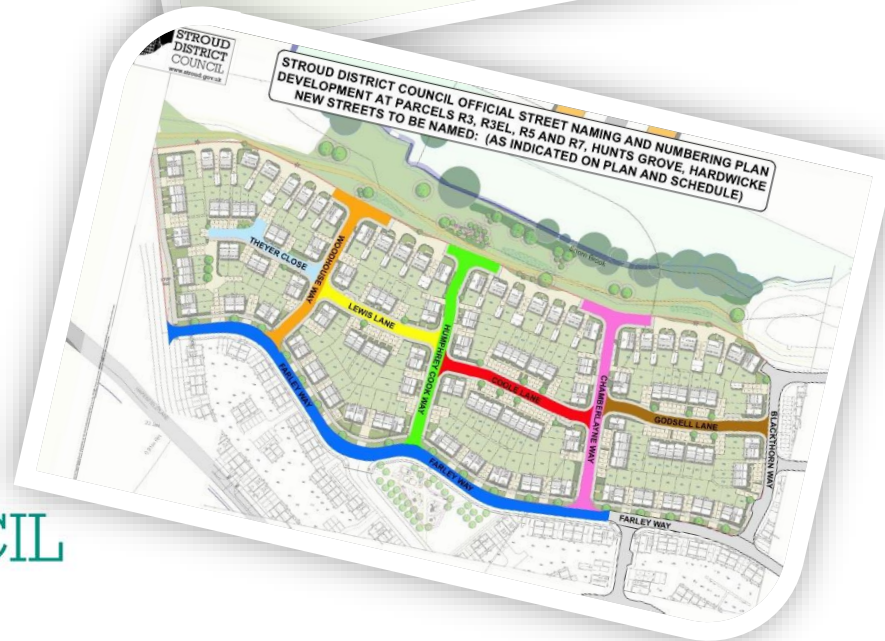 STROUD
DISTRICT
COUNCIL
www.stroud.gov.uk
STROUD DISTRICT COUNCIL OFFICIAL STREET NAMING AND NUMBERING PLAN
DEVELOPMENT AT PARCELS R3, R3EL, R5 AND R7, HUNTS GROVE, HARDWICKE
NEW STREETS TO BE NAMED: (AS INDICATED ON PLAN AND SCHEDULE)
THEYER CLOSE
WOODHOUSE WAY
LEWIS LANE
HUMPHREY COOK WAY
FARLEY WAY
COOLE LANE
CHAMBERLAYNE WAY
GODSELL LANE
BLACKTHORN WAY
FARLEY WAY
FARLEY WAY
CIL